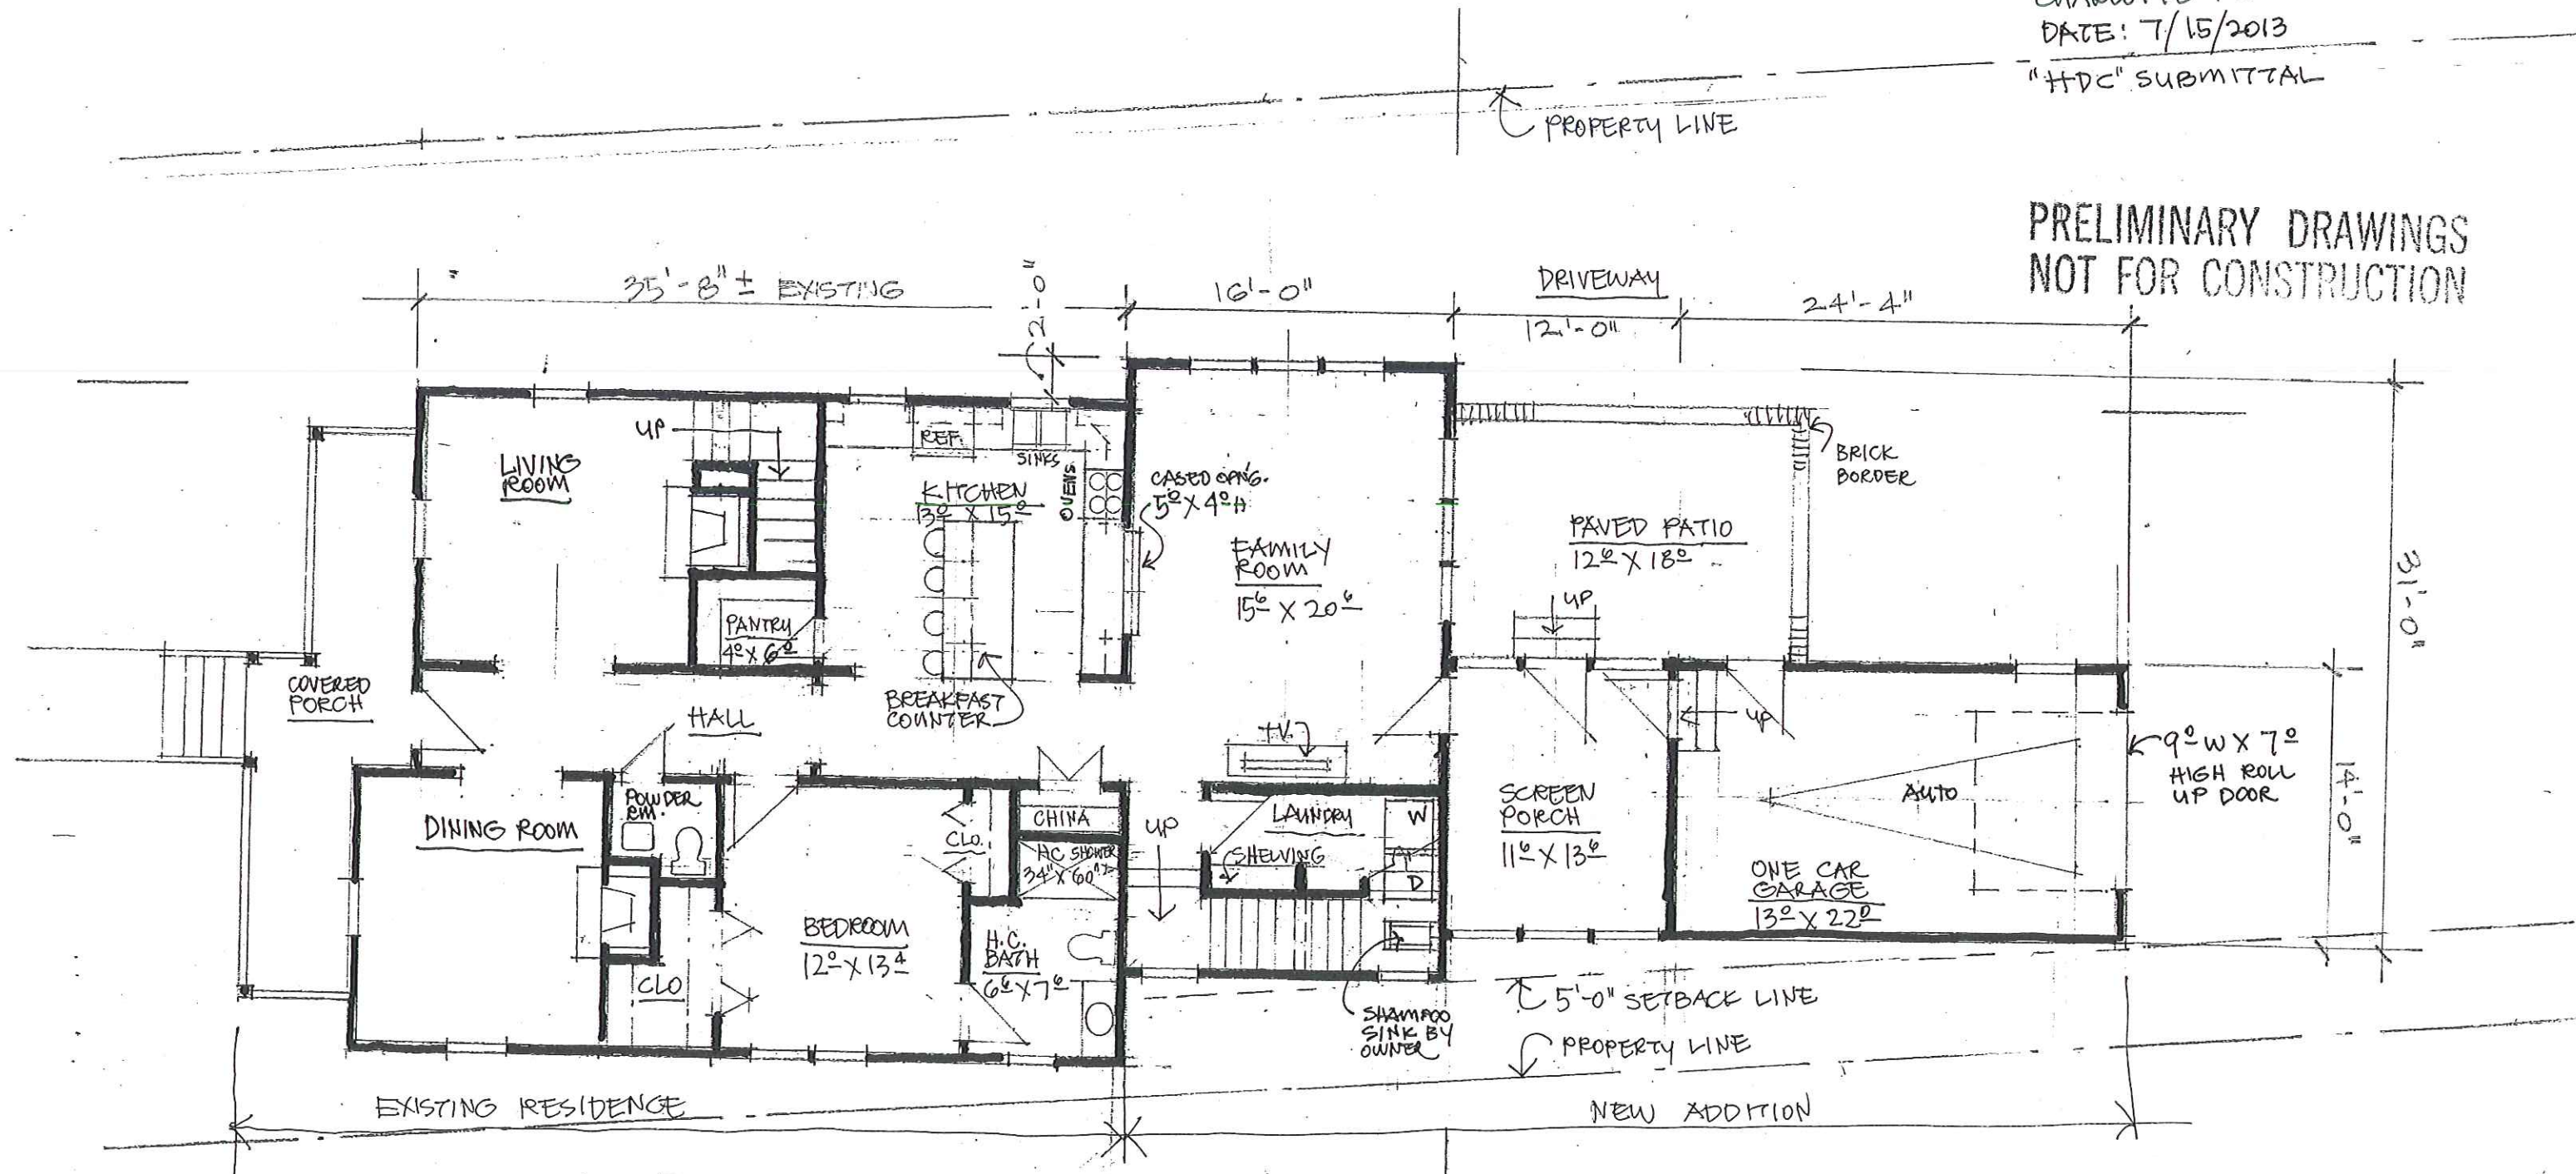 DATE: 7/15/2013
"HDC" SUBMITTAL
PROPERTY LINE
PRELIMINARY DRAWINGS
NOT FOR CONSTRUCTION
35'-8" ± EXISTING
2'-0"
16'-0"
DRIVEWAY
12'-0"
24'-4"
UP
LIVING
ROOM
REF.
SINKS
OVENS
KITCHEN
13⁰ X 15⁰
CASED OPN'G.
5⁰ X 4⁰ H
BRICK
BORDER
FAMILY
ROOM
15⁶ X 20⁶
PAVED PATIO
12⁶ X 18⁰
UP
31'-0"
PANTRY
4⁰ X 6⁰
COVERED
PORCH
HALL
BREAKFAST
COUNTER
T.V.
UP
9⁰ W X 7⁰
HIGH ROLL
UP DOOR
14'-0"
DINING ROOM
POWDER
RM.
CLO.
CHINA
HC SHOWER
34" X 60"
UP
LAUNDRY
W
SHELVING
D
SCREEN
PORCH
11⁶ X 13⁶
AUTO
ONE CAR
GARAGE
13⁰ X 22⁰
CLO
BEDROOM
12⁰ X 13⁴
H.C.
BATH
6⁶ X 7⁶
SHAMPOO
SINK BY
OWNER
5'-0" SETBACK LINE
PROPERTY LINE
EXISTING RESIDENCE
NEW ADDITION